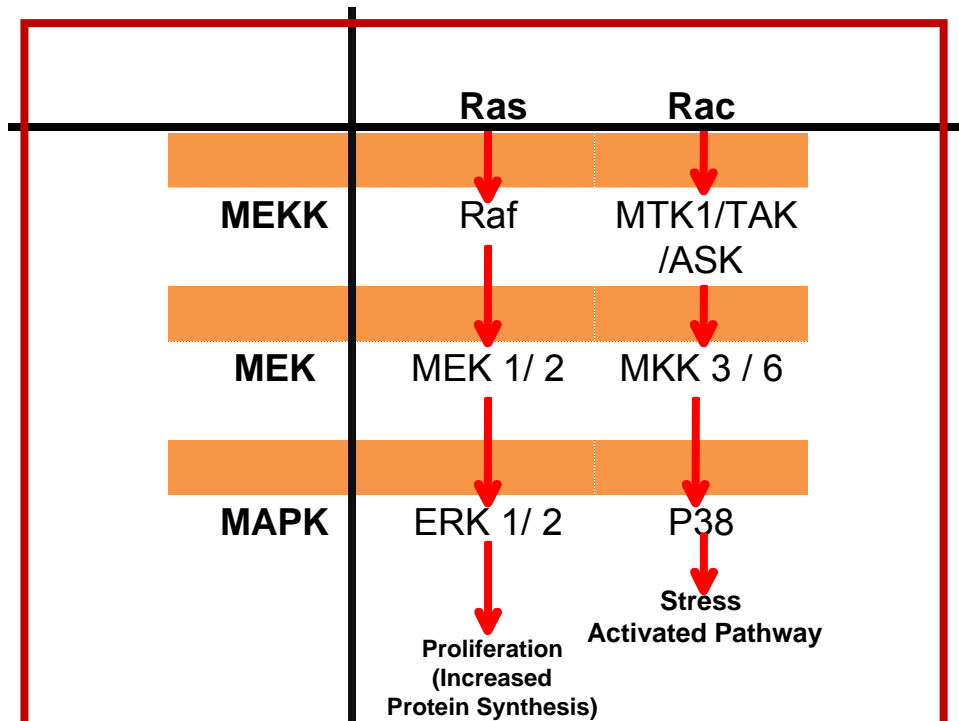 Ras Rac
MEKK Raf MTK1/TAK
/ASK
MEK MEK 1/ 2 MKK 3 / 6
MAPK ERK 1/ 2 P38
Stress
Activated Pathway
Proliferation
(Increased
Protein Synthesis)